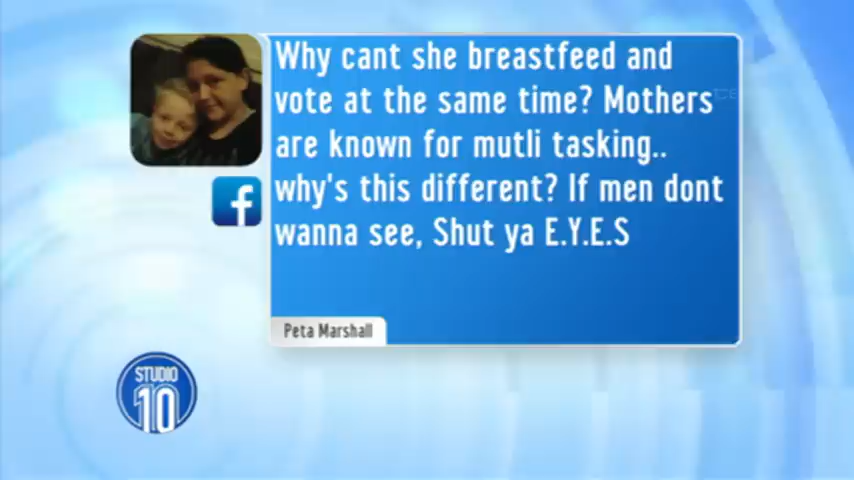 Why cant she breastfeed and
vote at the same time? Mothers
are known for mutli tasking..
why's this different? If men dont
wanna see, Shut ya E.Y.E.S
Peta Marshall
STUDIO
10